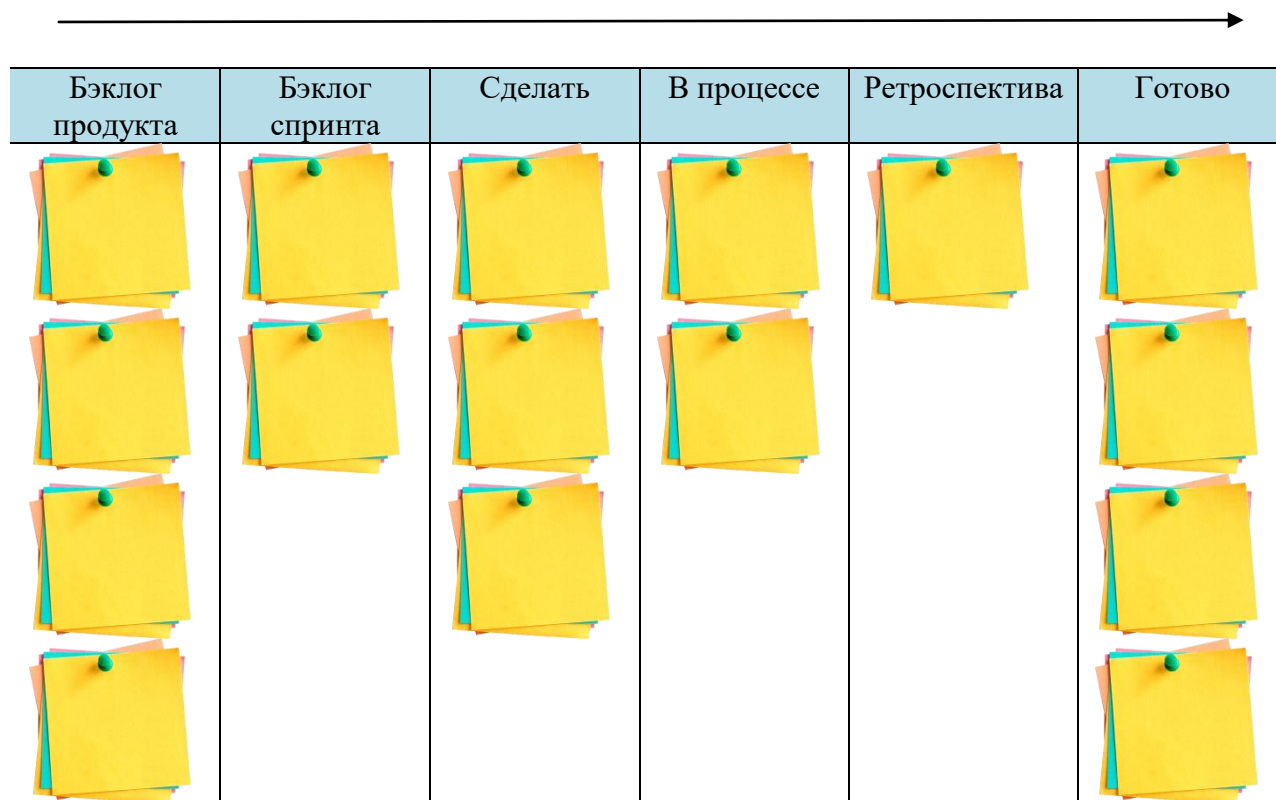 Бэклог продукта
Бэклог спринта
Сделать
В процессе
Ретроспектива
Готово